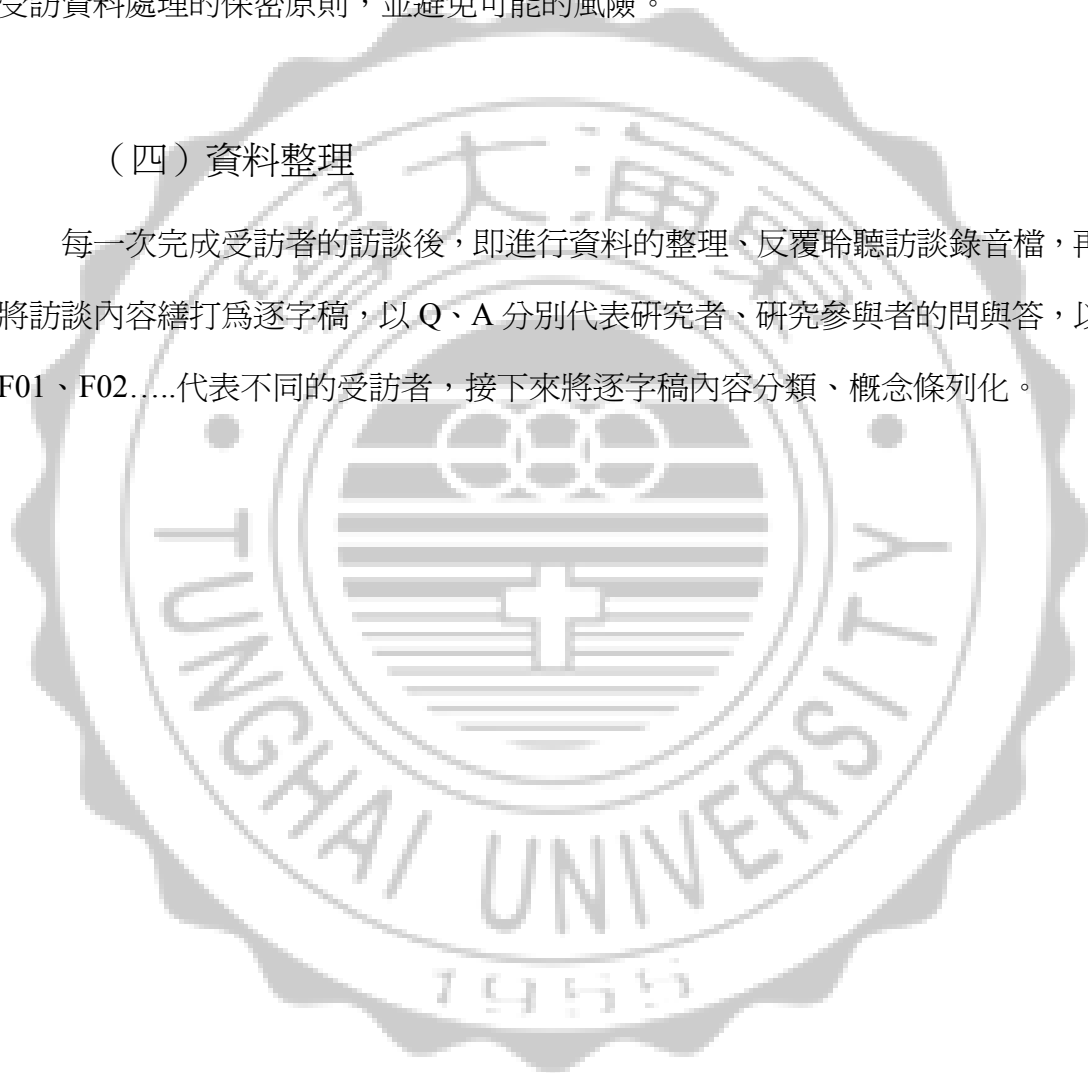 受訪資料處理的保密原則，並避免可能的風險。
（四）資料整理
每一次完成受訪者的訪談後，即進行資料的整理、反覆聆聽訪談錄音檔，再
將訪談內容繕打為逐字稿，以 Q、A 分別代表研究者、研究參與者的問與答，以
F01、F02…..代表不同的受訪者，接下來將逐字稿內容分類、概念條列化。
學大海東
TUNGHAI UNIVERSITY
1955